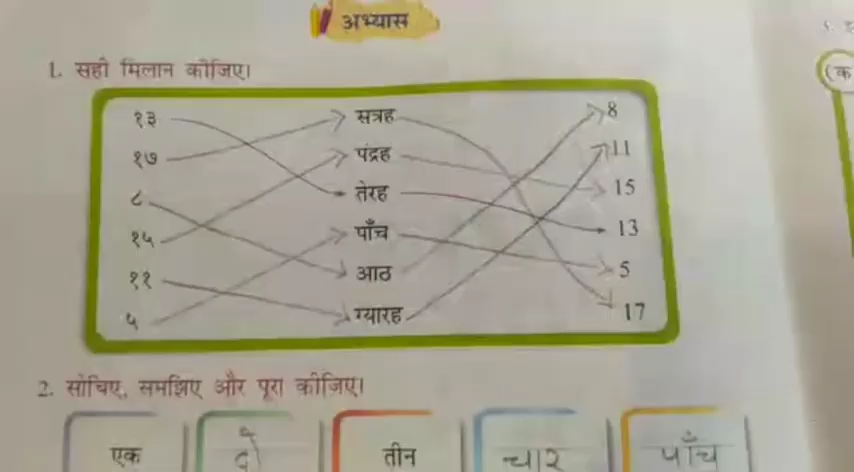 अभ्यास
1. सही मिलान कीजिए।
१३ सत्रह 8
१७ पंद्रह 11
८ तेरह 15
१५ पाँच 13
११ आठ 5
५ ग्यारह 17
2. सोचिए, समझिए और पूरा कीजिए।
एक दो तीन चार पाँच
(क